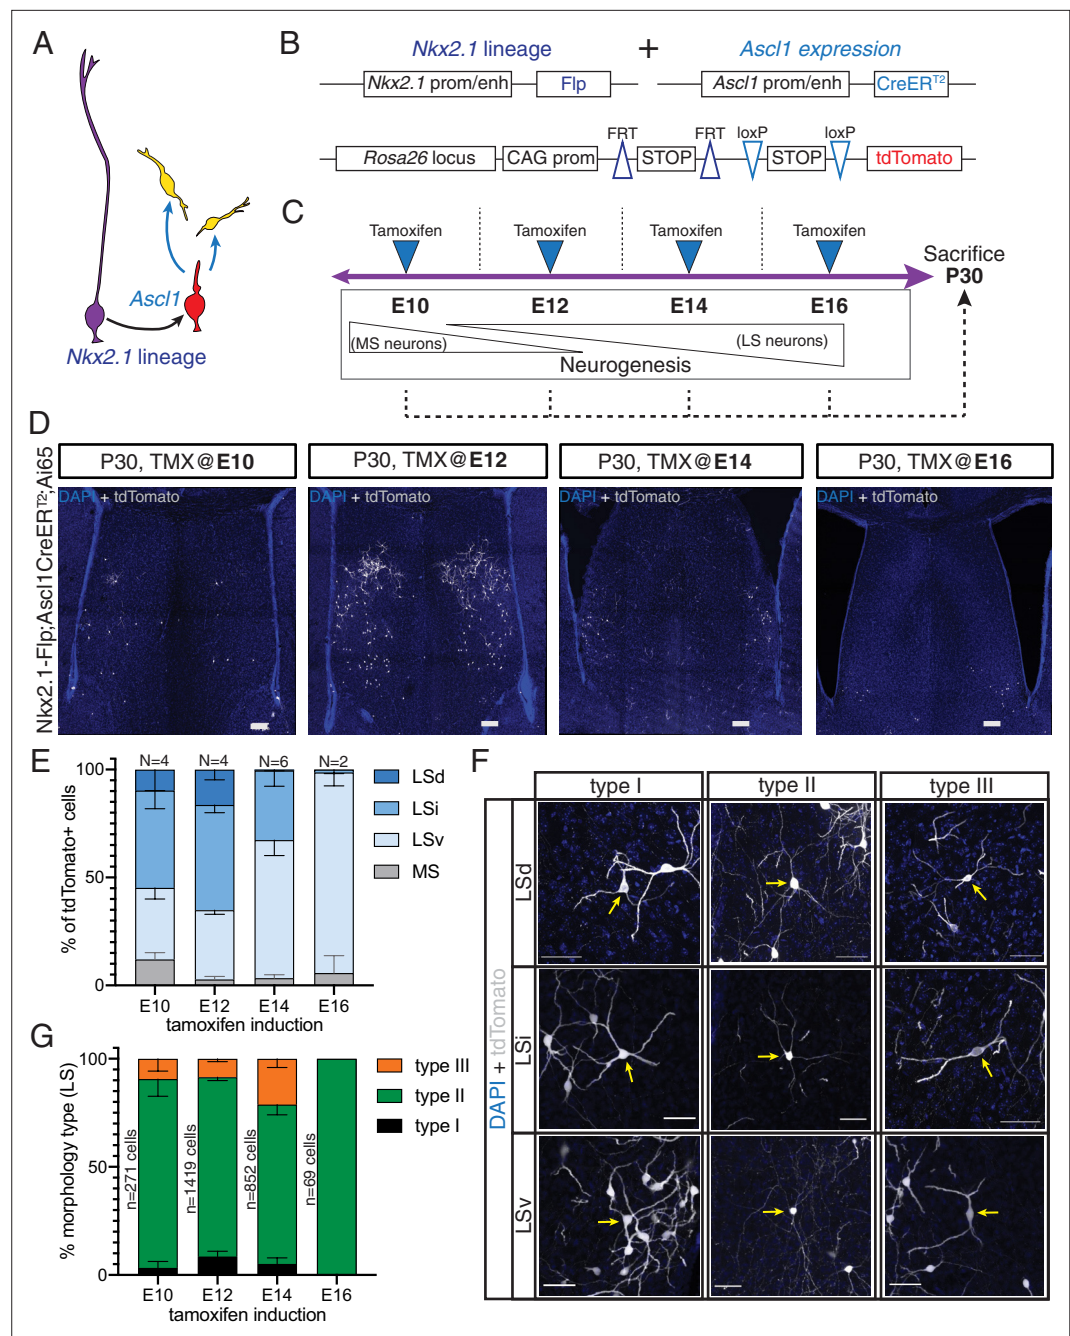 A
Ascl1
Nkx2.1 lineage
B
Nkx2.1 lineage + Ascl1 expression
Nkx2.1 prom/enh Flp Ascl1 prom/enh CreERT2
FRT FRT loxP loxP
Rosa26 locus CAG prom STOP STOP tdTomato
C
Tamoxifen Tamoxifen Tamoxifen Tamoxifen
Sacrifice
P30
E10 E12 E14 E16
(MS neurons) (LS neurons)
Neurogenesis
D
Nkx2.1-Flp;Ascl1CreERT2;Ai65
P30, TMX@E10 P30, TMX@E12 P30, TMX@E14 P30, TMX@E16
DAPI + tdTomato DAPI + tdTomato DAPI + tdTomato DAPI + tdTomato
E
N=4 N=4 N=6 N=2
100
50
0
% of tdTomato+ cells
LSd
LSi
LSv
MS
E10 E12 E14 E16
tamoxifen induction
F
type I type II type III
LSd
LSi
LSv
DAPI + tdTomato
G
100
50
0
% morphology type (LS)
n=271 cells
n=1419 cells
n=852 cells
n=69 cells
type III
type II
type I
E10 E12 E14 E16
tamoxifen induction